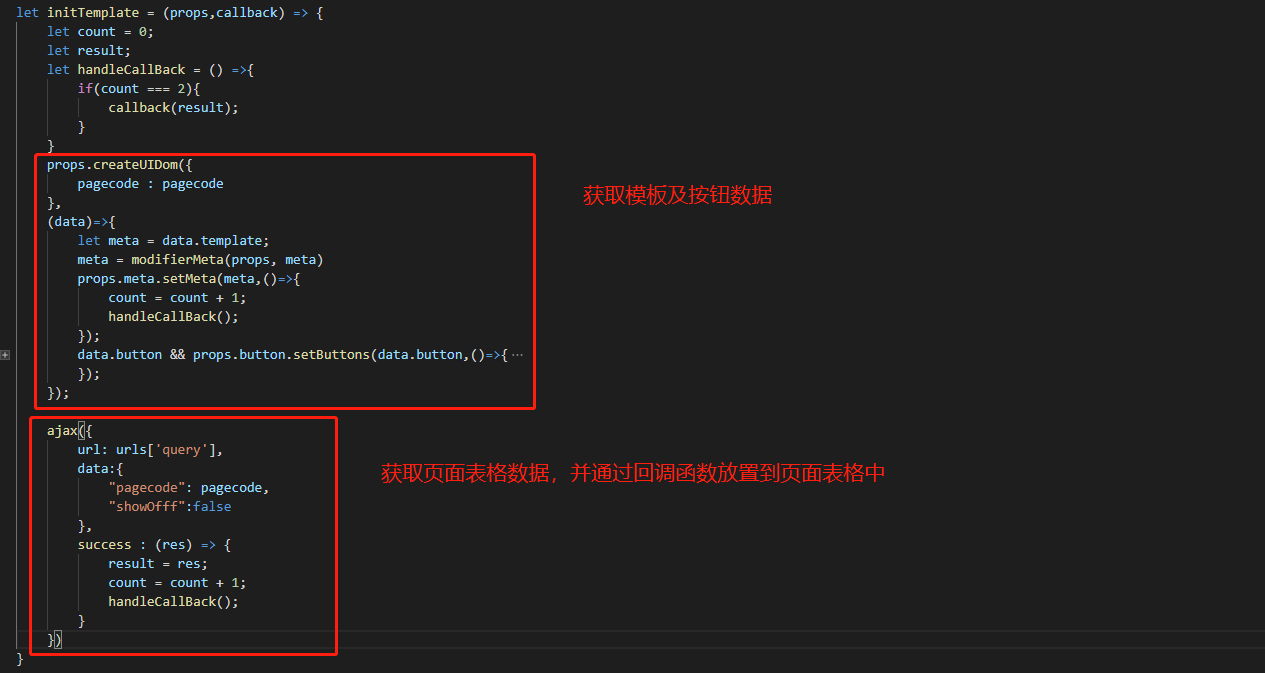 let initTemplate = (props,callback) => {
let count = 0;
let result;
let handleCallBack = () =>{
if(count === 2){
callback(result);
}
}
props.createUIDom({
pagecode : pagecode
},
(data)=>{
let meta = data.template;
meta = modifierMeta(props, meta)
props.meta.setMeta(meta,()=>{
count = count + 1;
handleCallBack();
});
data.button && props.button.setButtons(data.button,()=>{ ···
});
});
获取模板及按钮数据
ajax({
url: urls['query'],
data:{
"pagecode": pagecode,
"showOfff":false
},
success : (res) => {
result = res;
count = count + 1;
handleCallBack();
}
})
获取页面表格数据，并通过回调函数放置到页面表格中
}